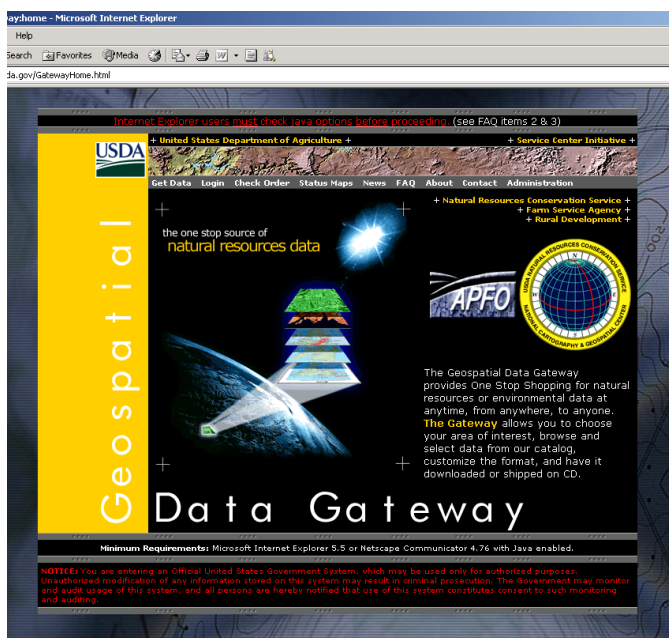 ay:home - Microsoft Internet Explorer
Help
Search Favorites Media
da.gov/GatewayHome.html
Internet Explorer users must check java options before proceeding. (see FAQ items 2 & 3)
USDA
+ United States Department of Agriculture +
+ Service Center Initiative +
Get Data Login Check Order Status Maps News FAQ About Contact Administration
+ Natural Resources Conservation Service +
+ Farm Service Agency +
+ Rural Development +
the one stop source of
natural resources data
APFO
USDA NATURAL RESOURCES CONSERVATION SERVICE
NATIONAL CARTOGRAPHY & GEOSPATIAL CENTER
N
E
S
W
The Geospatial Data Gateway
provides One Stop Shopping for natural
resources or environmental data at
anytime, from anywhere, to anyone.
The Gateway allows you to choose
your area of interest, browse and
select data from our catalog,
customize the format, and have it
downloaded or shipped on CD.
Geospatial
Data Gateway
Minimum Requirements: Microsoft Internet Explorer 5.5 or Netscape Communicator 4.76 with Java enabled.
NOTICE: You are entering an Official United States Government System, which may be used only for authorized purposes.
Unauthorized modification of any information stored on this system may result in criminal prosecution. The Government may monitor
and audit usage of this system, and all persons are hereby notified that use of this system constitutes consent to such monitoring
and auditing.